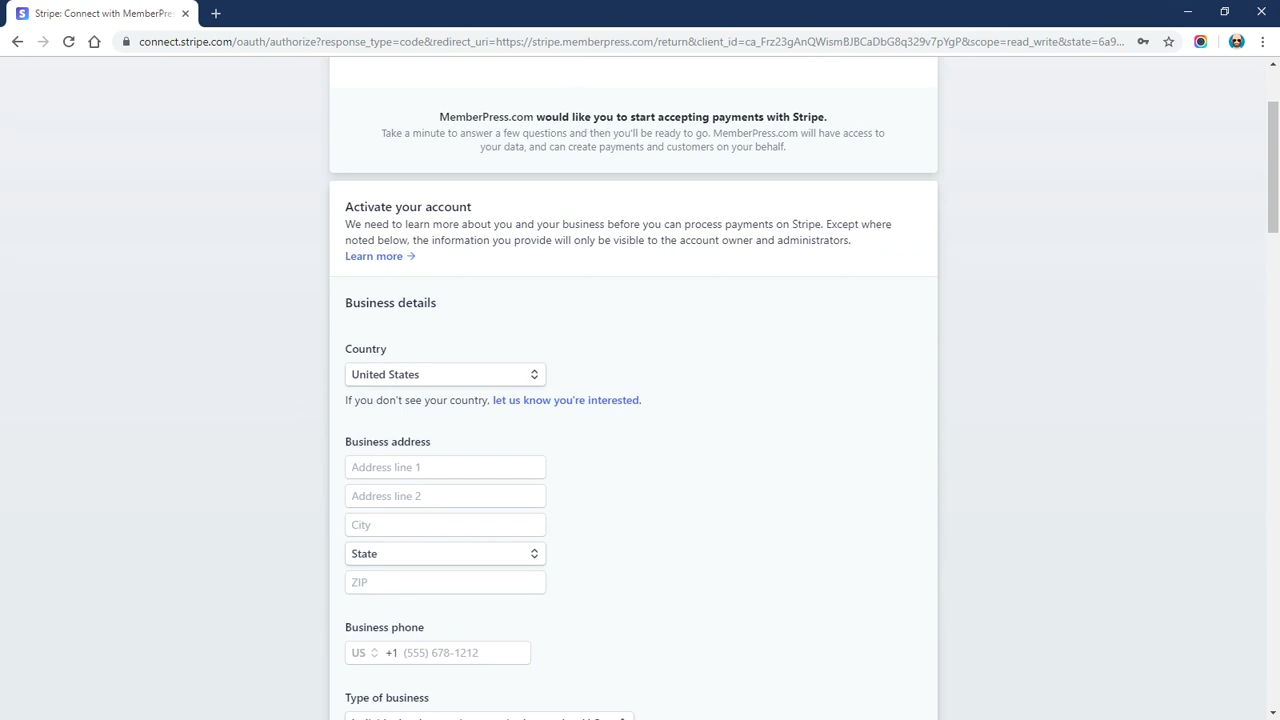 Stripe: Connect with MemberPre
connect.stripe.com/oauth/authorize?response_type=code&redirect_uri=https://stripe.memberpress.com/return&client_id=ca_Frz23gAnQWismBJBCaDbG8q329v7pYgP&scope=read_write&state=6a9...
MemberPress.com would like you to start accepting payments with Stripe.
Take a minute to answer a few questions and then you'll be ready to go. MemberPress.com will have access to
your data, and can create payments and customers on your behalf.
Activate your account
We need to learn more about you and your business before you can process payments on Stripe. Except where
noted below, the information you provide will only be visible to the account owner and administrators.
Learn more →
Business details
Country
United States
If you don't see your country, let us know you're interested.
Business address
Address line 1
Address line 2
City
State
ZIP
Business phone
US +1 (555) 678-1212
Type of business